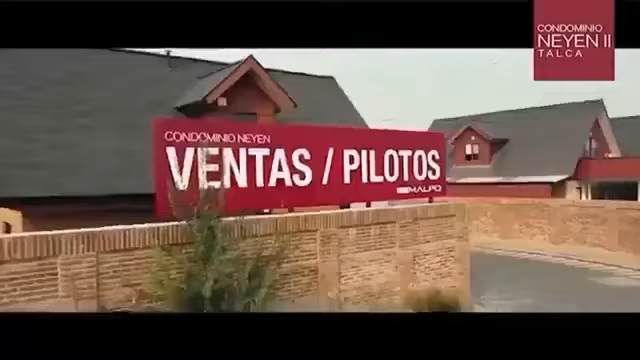 CONDOMINIO
NEYEN II
TALCA
CONDOMINIO NEYEN
VENTAS / PILOTOS
MALPO